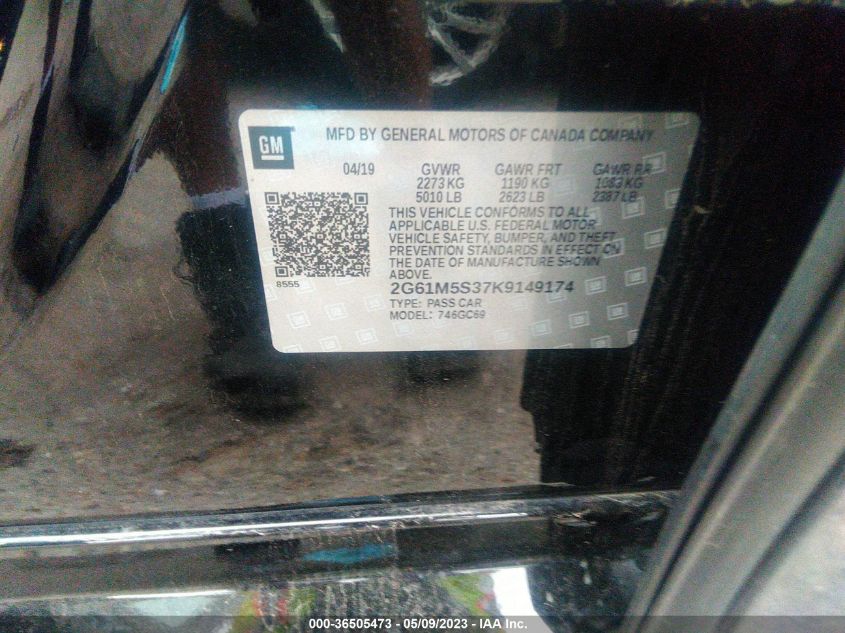 GM
MFD BY GENERAL MOTORS OF CANADA COMPANY
04/19 GVWR GAWR FRT GAWR RR
2273 KG 1190 KG 1083 KG
5010 LB 2623 LB 2387 LB
THIS VEHICLE CONFORMS TO ALL
APPLICABLE U.S. FEDERAL MOTOR
VEHICLE SAFETY, BUMPER, AND THEFT
PREVENTION STANDARDS IN EFFECT ON
THE DATE OF MANUFACTURE SHOWN
ABOVE.
8555
2G61M5S37K9149174
TYPE: PASS CAR
MODEL: 746GC69
000-36505473 - 05/09/2023 - IAA Inc.